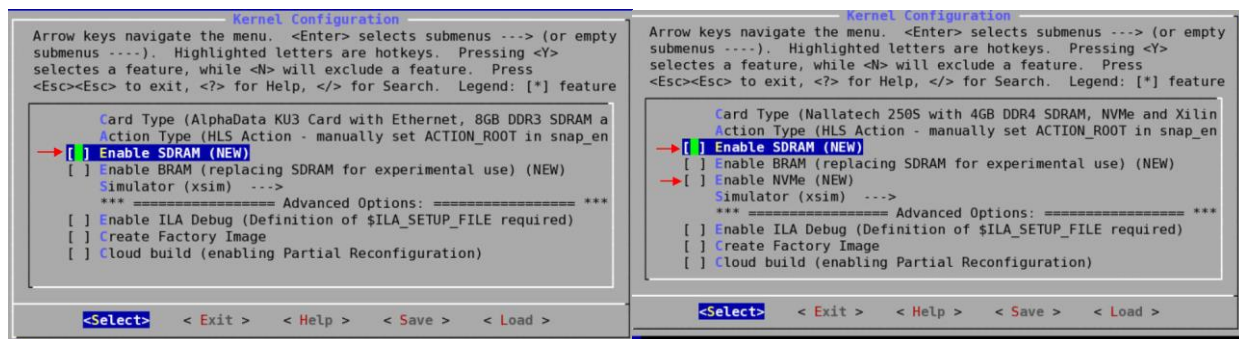 Kernel Configuration
Arrow keys navigate the menu.  <Enter> selects submenus ---> (or empty
submenus ----).  Highlighted letters are hotkeys.  Pressing <Y>
selectes a feature, while <N> will exclude a feature.  Press
<Esc><Esc> to exit, <?> for Help, </> for Search.  Legend: [*] feature
Card Type (AlphaData KU3 Card with Ethernet, 8GB DDR3 SDRAM a
Action Type (HLS Action - manually set ACTION_ROOT in snap_en
[ ] Enable SDRAM (NEW)
[ ] Enable BRAM (replacing SDRAM for experimental use) (NEW)
Simulator (xsim)  --->
*** ================== Advanced Options: ================== ***
[ ] Enable ILA Debug (Definition of $ILA_SETUP_FILE required)
[ ] Create Factory Image
[ ] Cloud build (enabling Partial Reconfiguration)
<Select>    < Exit >    < Help >    < Save >    < Load >
Kernel Configuration
Arrow keys navigate the menu.  <Enter> selects submenus ---> (or empty
submenus ----).  Highlighted letters are hotkeys.  Pressing <Y>
selectes a feature, while <N> will exclude a feature.  Press
<Esc><Esc> to exit, <?> for Help, </> for Search.  Legend: [*] feature
Card Type (Nallatech 250S with 4GB DDR4 SDRAM, NVMe and Xilin
Action Type (HLS Action - manually set ACTION_ROOT in snap_en
[ ] Enable SDRAM (NEW)
[ ] Enable BRAM (replacing SDRAM for experimental use) (NEW)
[ ] Enable NVMe (NEW)
Simulator (xsim)  --->
*** ================== Advanced Options: ================== ***
[ ] Enable ILA Debug (Definition of $ILA_SETUP_FILE required)
[ ] Create Factory Image
[ ] Cloud build (enabling Partial Reconfiguration)
<Select>    < Exit >    < Help >    < Save >    < Load >